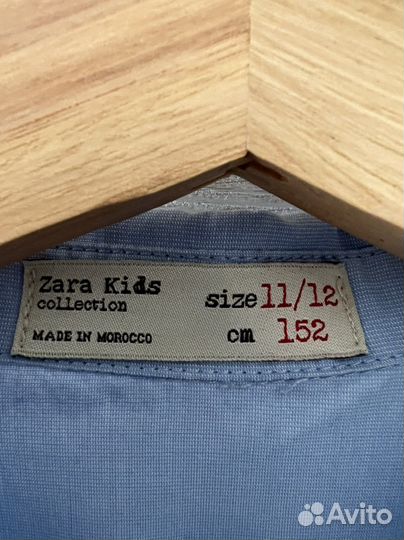 Zara Kids
collection
size 11/12
MADE IN MOROCCO
cm 152
Avito